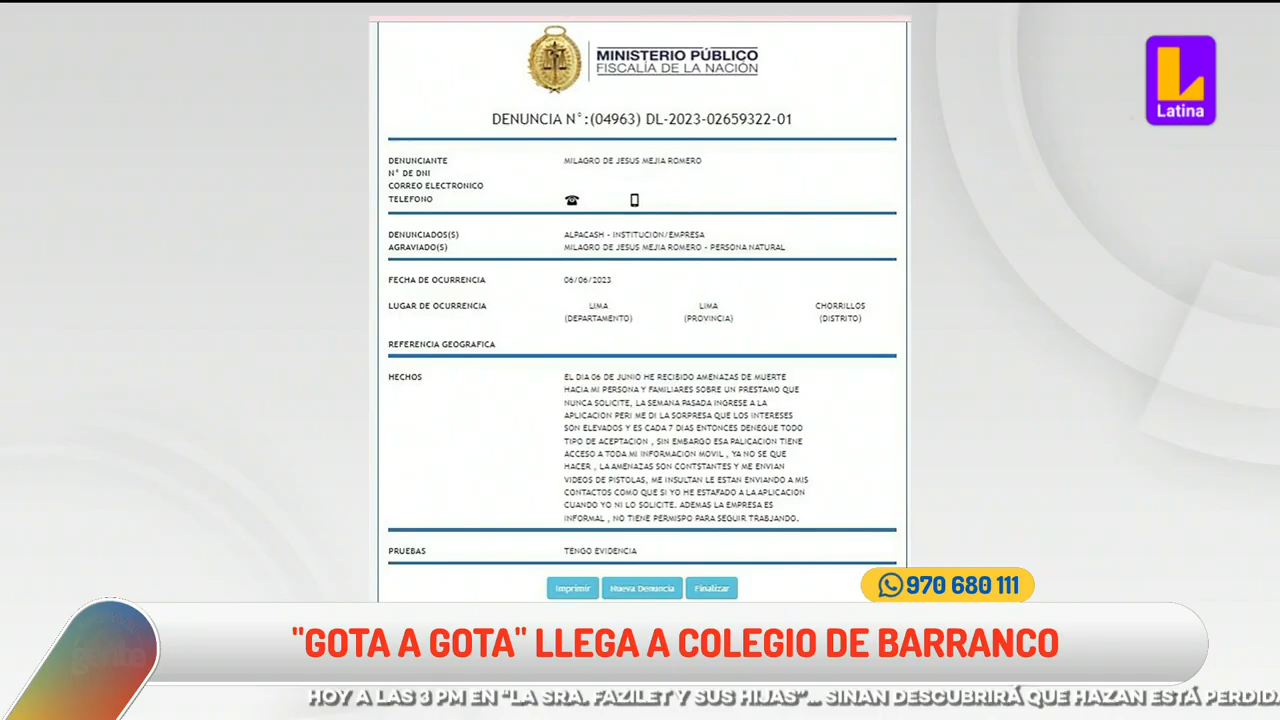 MINISTERIO PÚBLICO
FISCALÍA DE LA NACIÓN
Latina
DENUNCIA N°:(04963) DL-2023-02659322-01
DENUNCIANTE MILAGRO DE JESUS MEJIA ROMERO
N° DE DNI
CORREO ELECTRONICO
TELEFONO
DENUNCIADOS(S) ALPACASH - INSTITUCION/EMPRESA
AGRAVIADO(S) MILAGRO DE JESUS MEJIA ROMERO - PERSONA NATURAL
FECHA DE OCURRENCIA 06/06/2023
LUGAR DE OCURRENCIA LIMA LIMA CHORRILLOS
(DEPARTAMENTO) (PROVINCIA) (DISTRITO)
REFERENCIA GEOGRAFICA
HECHOS EL DIA 06 DE JUNIO HE RECIBIDO AMENAZAS DE MUERTE
HACIA MI PERSONA Y FAMILIARES SOBRE UN PRESTAMO QUE
NUNCA SOLICITE, LA SEMANA PASADA INGRESE A LA
APLICACION PERI ME DI LA SORPRESA QUE LOS INTERESES
SON ELEVADOS Y ES CADA 7 DIAS ENTONCES DENEGUE TODO
TIPO DE ACEPTACION , SIN EMBARGO ESA PALICACION TIENE
ACCESO A TODA MI INFORMACION MOVIL , YA NO SE QUE
HACER , LA AMENAZAS SON CONTSTANTES Y ME ENVIAN
VIDEOS DE PISTOLAS, ME INSULTAN LE ESTAN ENVIANDO A MIS
CONTACTOS COMO QUE SI YO HE ESTAFADO A LA APLICACION
CUANDO YO NI LO SOLICITE. ADEMAS LA EMPRESA ES
INFORMAL , NO TIENE PERMISPO PARA SEGUIR TRABJANDO.
PRUEBAS TENGO EVIDENCIA
Imprimir Nueva Denuncia Finalizar
970 680 111
"GOTA A GOTA" LLEGA A COLEGIO DE BARRANCO
gente
HOY A LAS 3 PM EN "LA SRA. FAZILET Y SUS HIJAS"... SINAN DESCUBRIRÁ QUE HAZAN ESTÁ PERDIDA